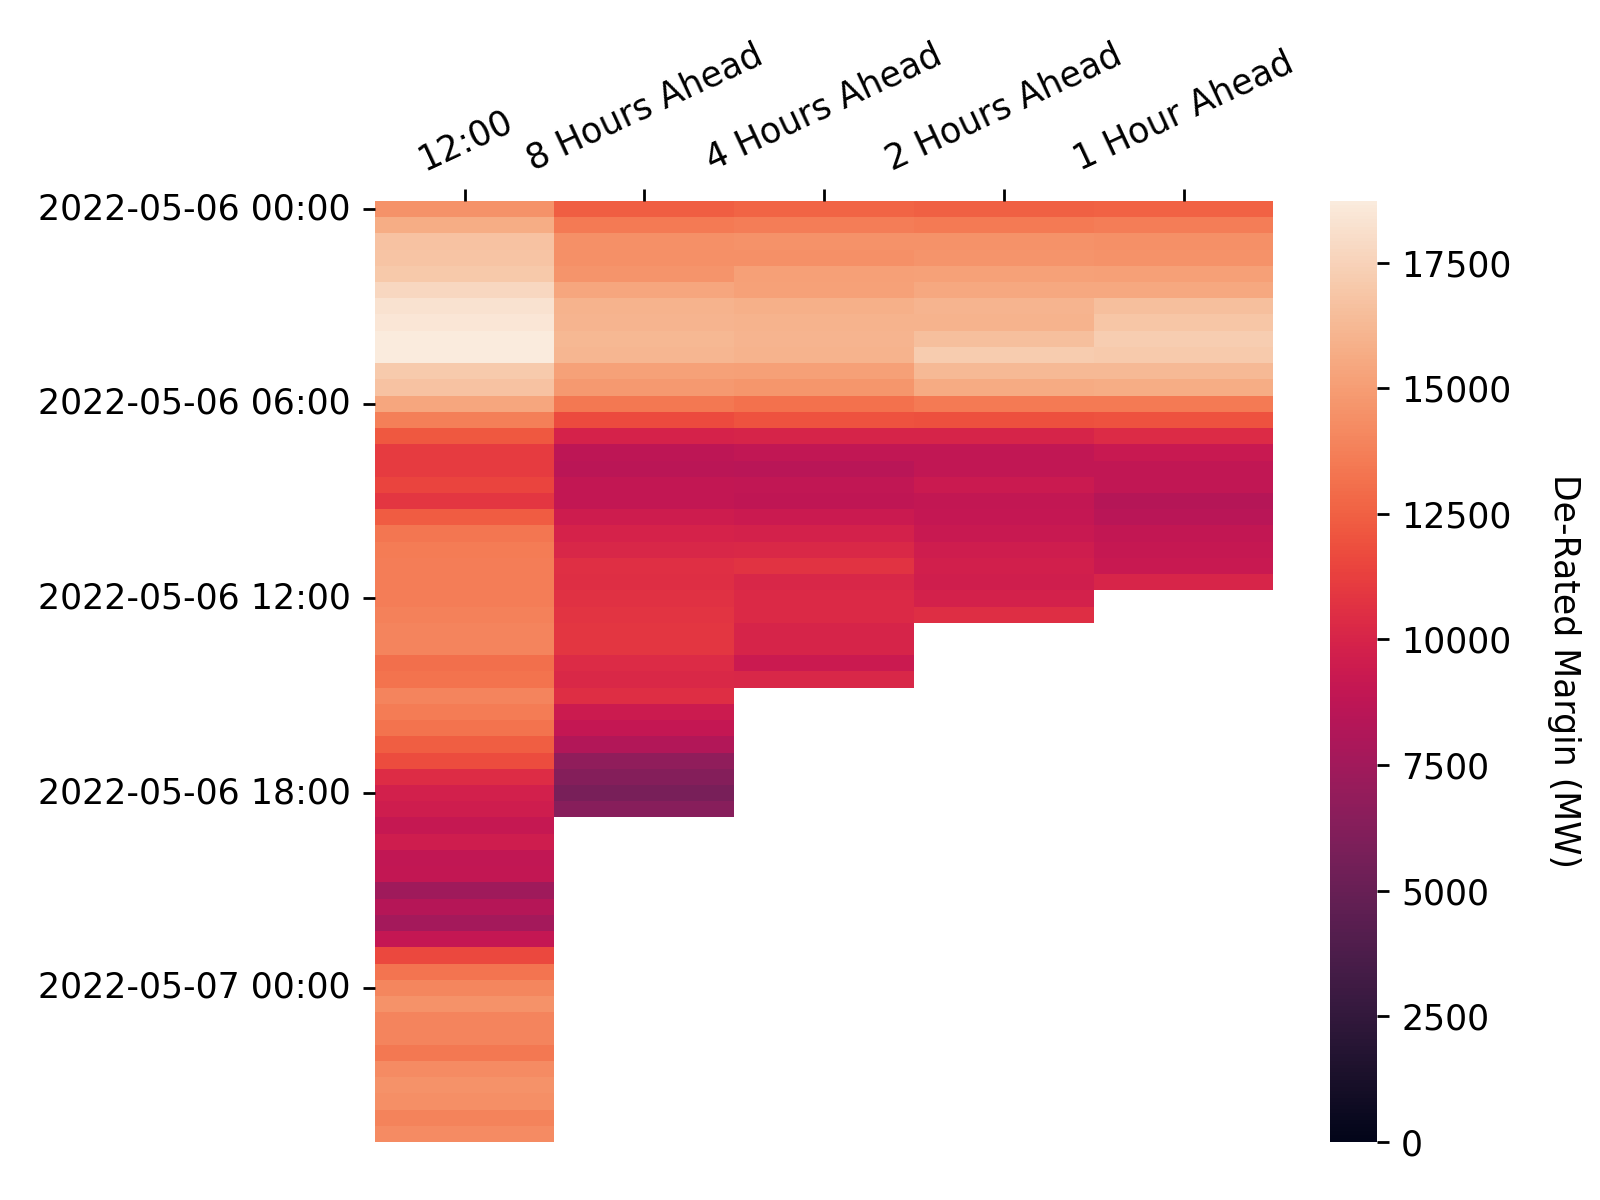 12:00
8 Hours Ahead
4 Hours Ahead
2 Hours Ahead
1 Hour Ahead
2022-05-06 00:00
2022-05-06 06:00
2022-05-06 12:00
2022-05-06 18:00
2022-05-07 00:00
17500
15000
12500
10000
7500
5000
2500
0
De-Rated Margin (MW)